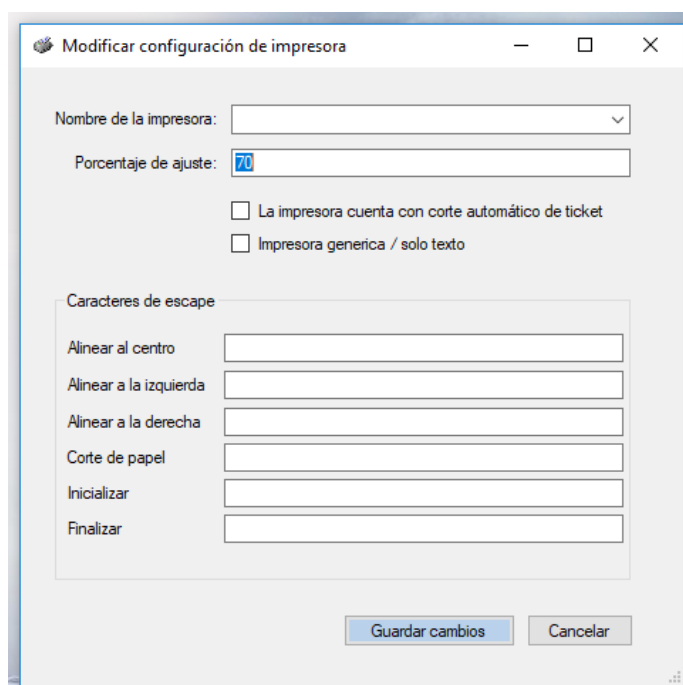 Modificar configuración de impresora
Nombre de la impresora:
Porcentaje de ajuste: 70
La impresora cuenta con corte automático de ticket
Impresora generica / solo texto
Caracteres de escape
Alinear al centro
Alinear a la izquierda
Alinear a la derecha
Corte de papel
Inicializar
Finalizar
Guardar cambios Cancelar